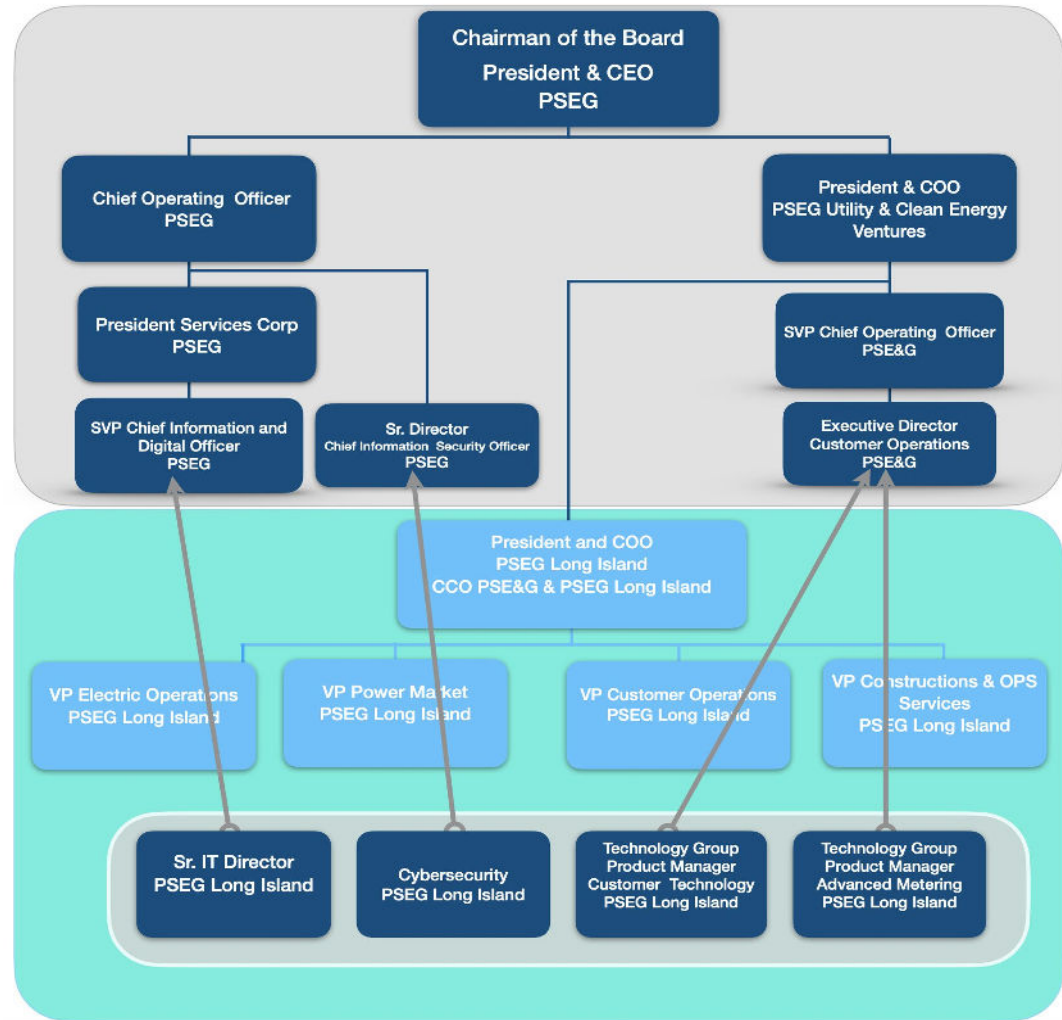 Chairman of the Board
President & CEO
PSEG
Chief Operating Officer
PSEG
President & COO
PSEG Utility & Clean Energy
Ventures
President Services Corp
PSEG
SVP Chief Operating Officer
PSE&G
SVP Chief Information and
Digital Officer
PSEG
Sr. Director
Chief Information Security Officer
PSEG
Executive Director
Customer Operations
PSE&G
President and COO
PSEG Long Island
CCO PSE&G & PSEG Long Island
VP Electric Operations
PSEG Long Island
VP Power Market
PSEG Long Island
VP Customer Operations
PSEG Long Island
VP Constructions & OPS
Services
PSEG Long Island
Sr. IT Director
PSEG Long Island
Cybersecurity
PSEG Long Island
Technology Group
Product Manager
Customer Technology
PSEG Long Island
Technology Group
Product Manager
Advanced Metering
PSEG Long Island